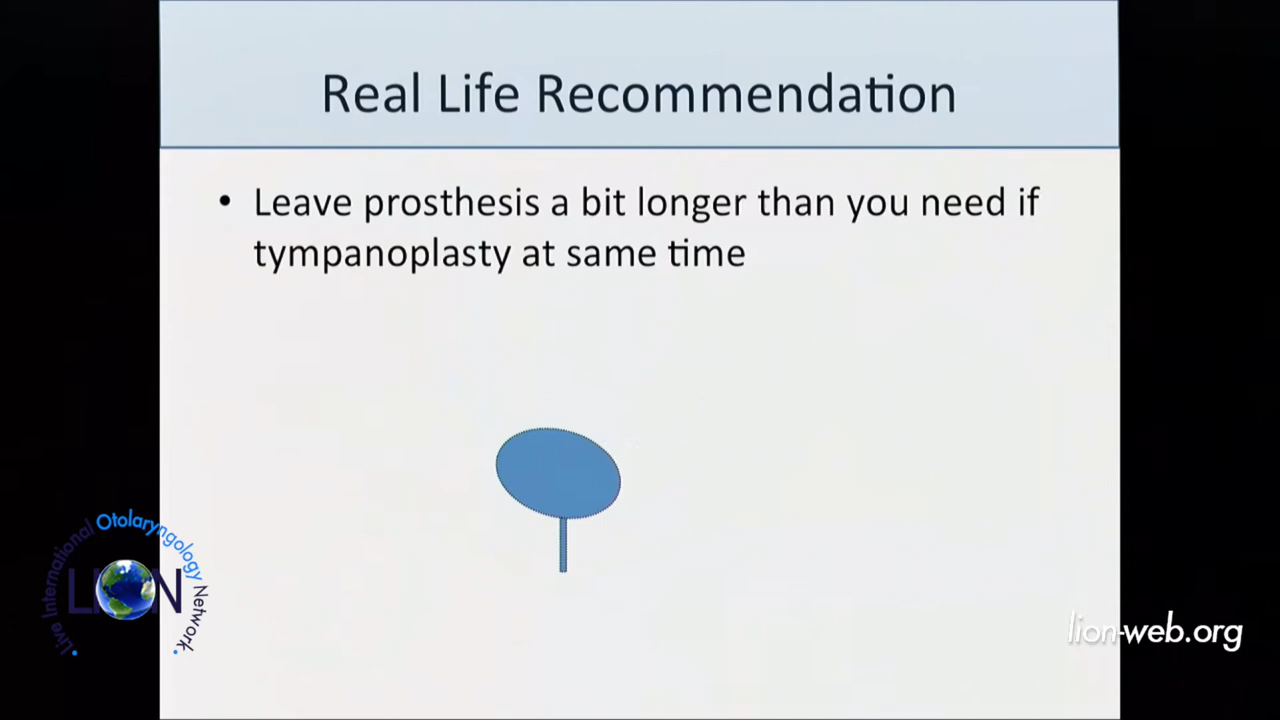 Real Life Recommendation
• Leave prosthesis a bit longer than you need if
tympanoplasty at same time
Live International Otolaryngology Network
LION
lion-web.org